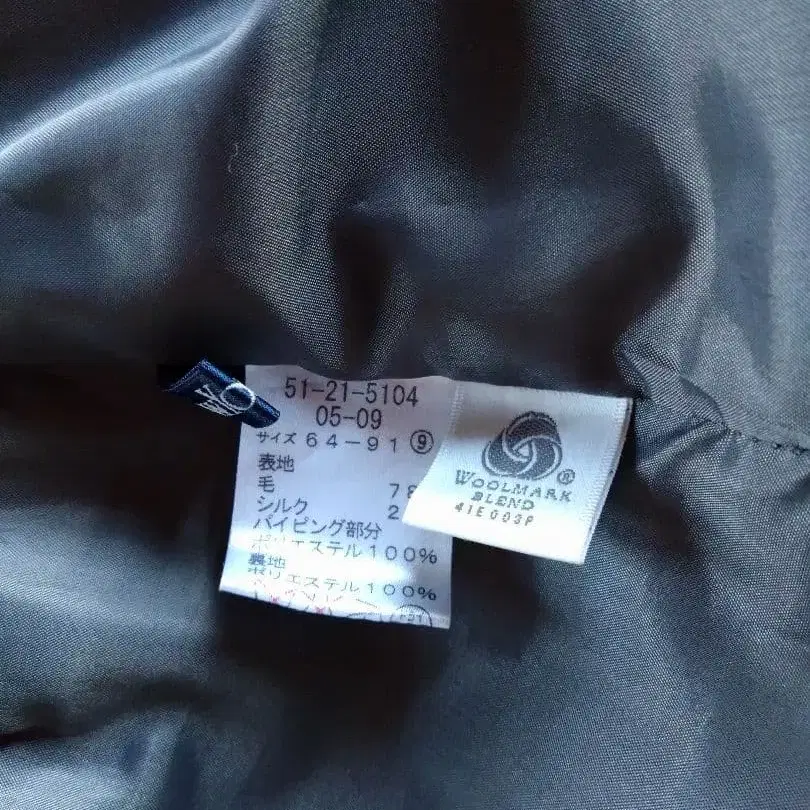 51-21-5104
05-09
サイズ 64-91 ⑨
表地
毛 78
シルク 2
パイピング部分
ポリエステル100%
裏地
ポリエステル100%
WOOLMARK ®
BLEND